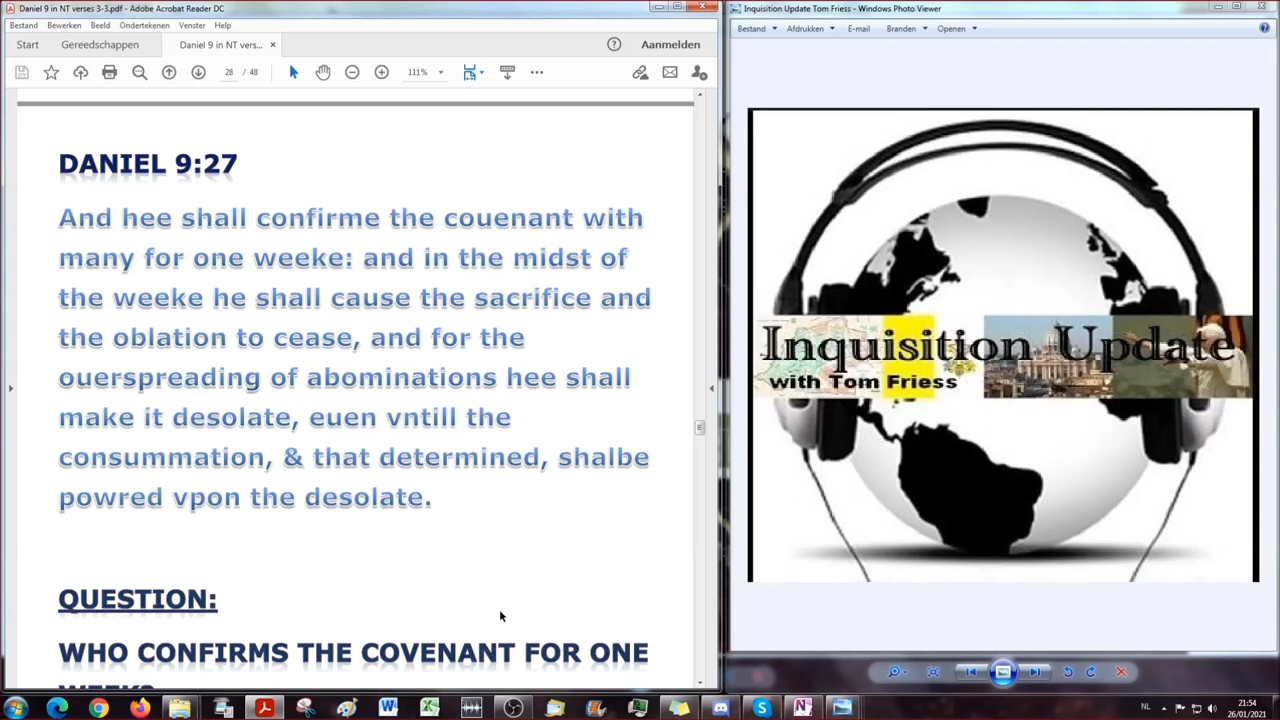 Daniel 9 in NT verses 3-3.pdf - Adobe Acrobat Reader DC
Bestand Bewerken Beeld Ondertekenen Venster Help
Start Gereedschappen Daniel 9 in NT vers... × Aanmelden
28 / 48 111%
DANIEL 9:27
And hee shall confirme the couenant with
many for one weeke: and in the midst of
the weeke he shall cause the sacrifice and
the oblation to cease, and for the
ouerspreading of abominations hee shall
make it desolate, euen vntill the
consummation, & that determined, shalbe
powred vpon the desolate.
QUESTION:
WHO CONFIRMS THE COVENANT FOR ONE
Inquisition Update Tom Friess - Windows Photo Viewer
Bestand Afdrukken E-mail Branden Openen
Inquisition Update
with Tom Friess
NL 21:54
26/01/2021